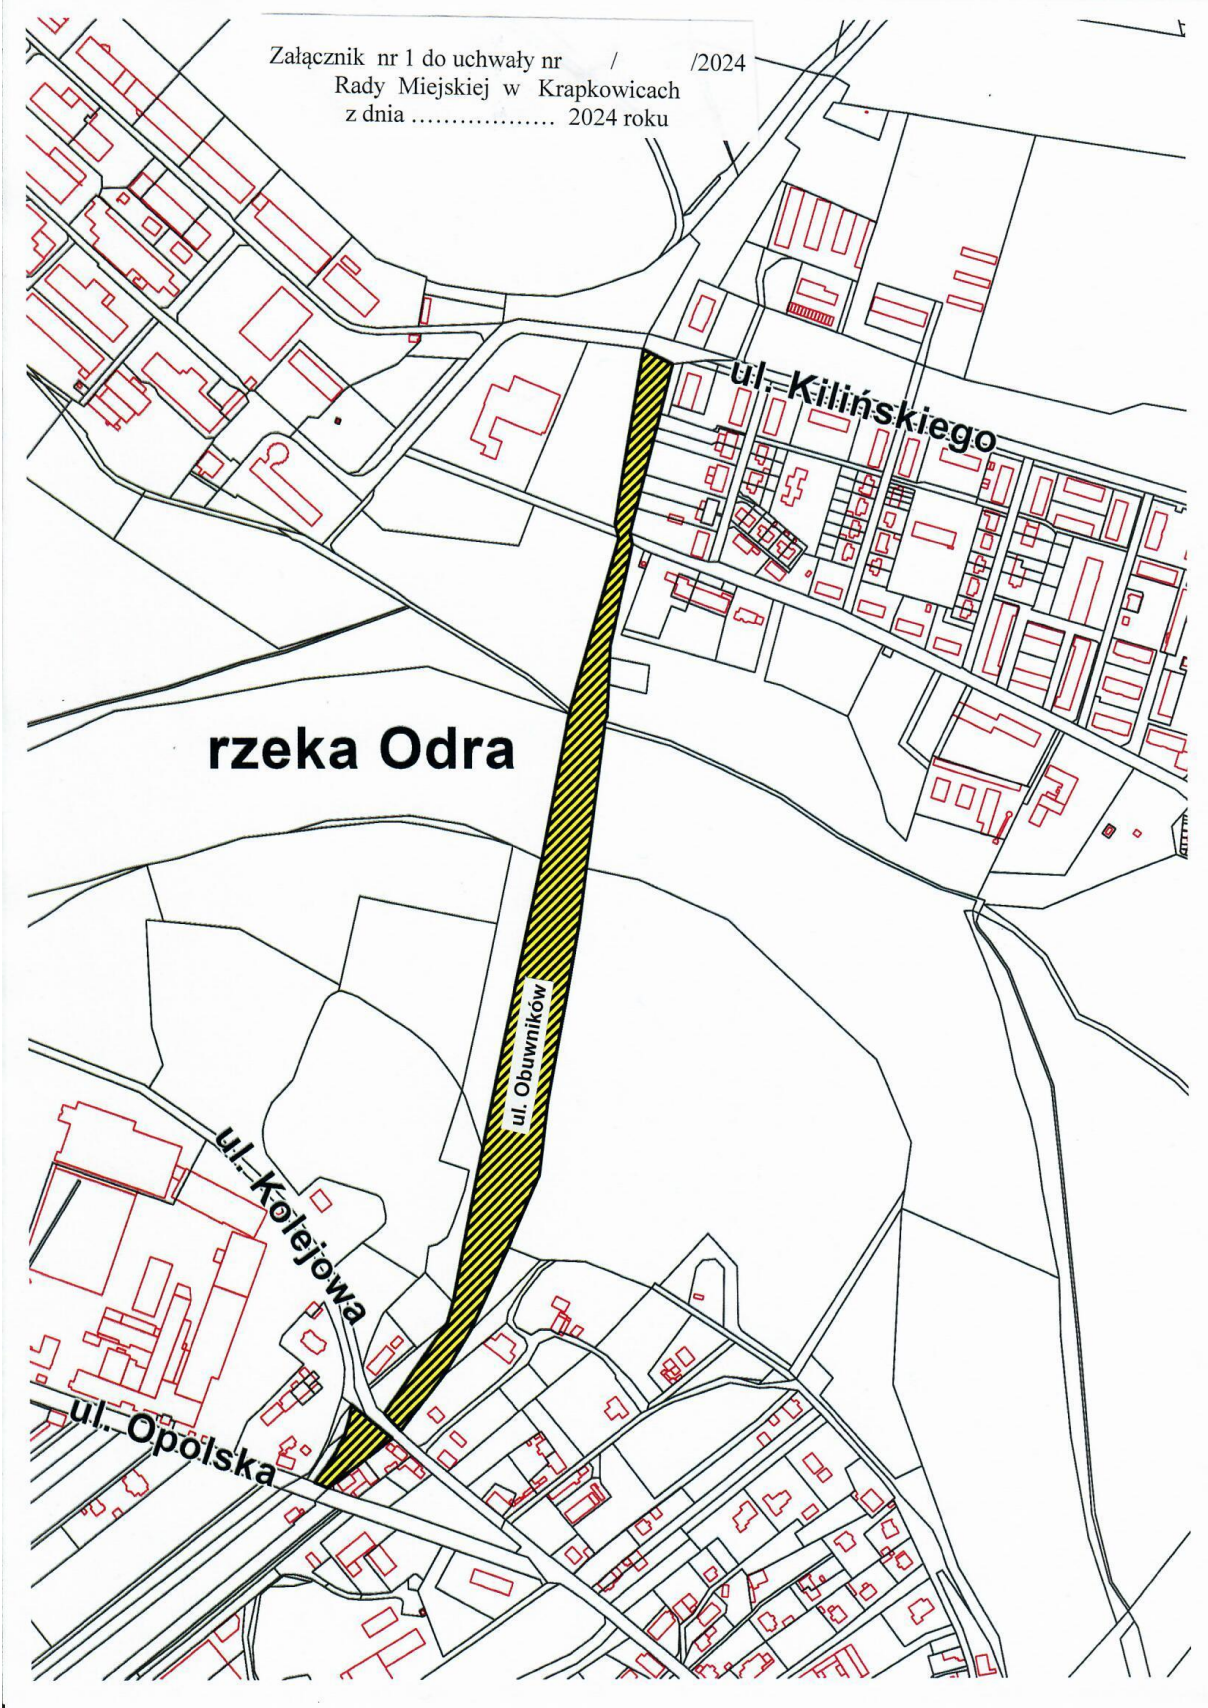 Załącznik nr 1 do uchwały nr / /2024
Rady Miejskiej w Krapkowicach
z dnia .................. 2024 roku
ul. Kilińskiego
rzeka Odra
ul. Obuwników
ul. Kolejowa
ul. Opolska